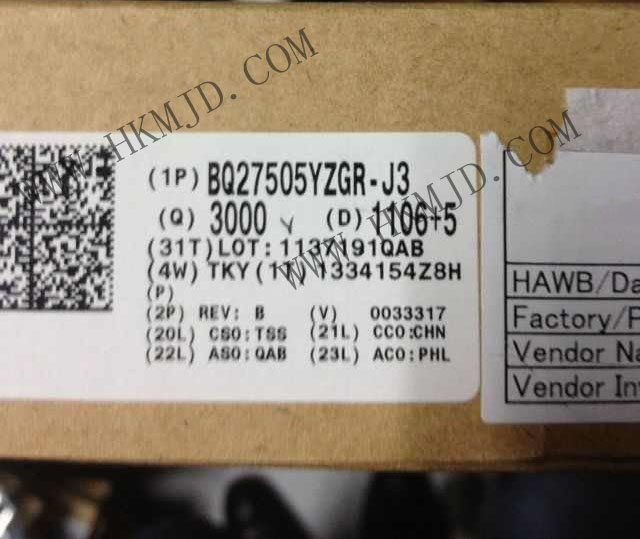 WWW.HKMJD.COM
WWW.HKMJD.COM
(1P) BQ27505YZGR-J3
(Q) 3000 Y (D) 1106+5
(31T)LOT:1137191QAB
(4W) TKY (1T) 1334154Z8H
(P)
(2P) REV: B (V) 0033317
(20L) CSO:TSS (21L) CCO:CHN
(22L) ASO:QAB (23L) ACO:PHL
HAWB/Da
Factory/P
Vendor Na
Vendor In